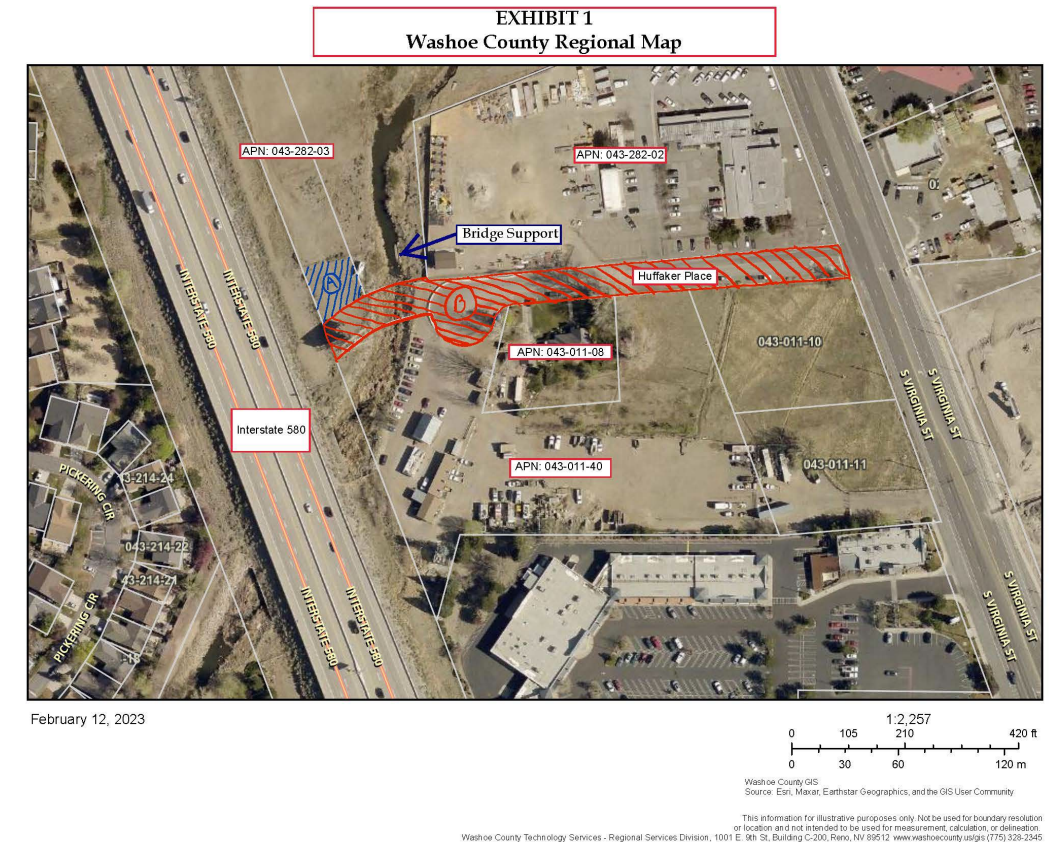 EXHIBIT 1
Washoe County Regional Map
APN: 043-282-03
APN: 043-282-02
Bridge Support
INTERSTATE 580
INTERSTATE 580
A
B
Huffaker Place
APN: 043-011-08
043-011-10
S VIRGINIA ST
S VIRGINIA ST
Interstate 580
APN: 043-011-40
043-011-11
PICKERING CIR
3-214-24
043-214-22
43-214-21
PICKERING CIR
INTERSTATE 580
INTERSTATE 580
S VIRGINIA ST
S VIRGINIA ST
February 12, 2023
1:2,257
0 105 210 420 ft
0 30 60 120 m
Washoe County GIS
Source: Esri, Maxar, Earthstar Geographics, and the GIS User Community
This information for illustrative purposes only. Not be used for boundary resolution
or location and not intended to be used for measurement, calculation, or delineation.
Washoe County Technology Services - Regional Services Division, 1001 E. 9th St, Building C-200, Reno, NV 89512 www.washoecounty.us/gis (775) 328-2345